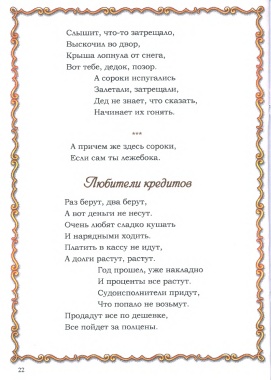 Слышит, что-то затрещало,
Выскочил во двор,
Крыша лопнула от снега,
Вот тебе, дедок, позор.
А сороки испугались
Залетали, затрещали,
Дед не знает, что сказать,
Начинает их гонять.
***
А причем же здесь сороки,
Если сам ты лежебока.
Любители кредитов
Раз берут, два берут,
А вот деньги не несут.
Очень любят сладко кушать
И нарядными ходить.
Платить в кассу не идут,
А долги растут, растут.
Год прошел, уже накладно
И проценты все растут.
Судоисполнители придут,
Что попало не возьмут.
Продадут все по дешевке,
Все пойдет за полцены.
22